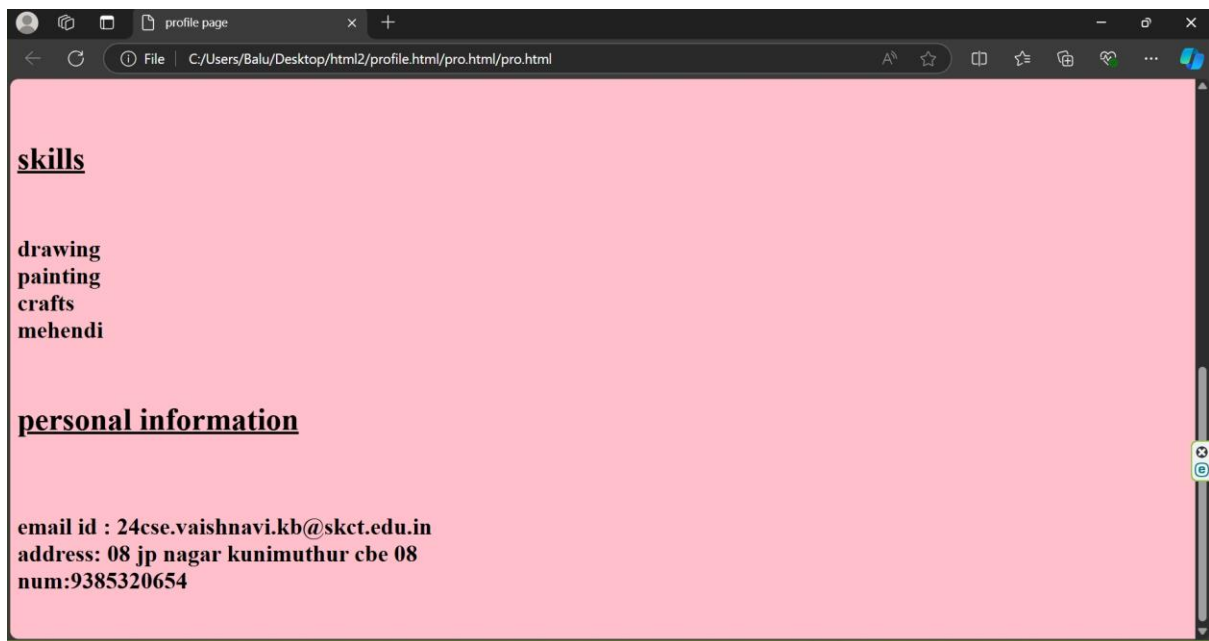 profile page
File C:/Users/Balu/Desktop/html2/profile.html/pro.html/pro.html
skills
drawing
painting
crafts
mehendi
personal information
email id : 24cse.vaishnavi.kb@skct.edu.in
address: 08 jp nagar kunimuthur cbe 08
num:9385320654